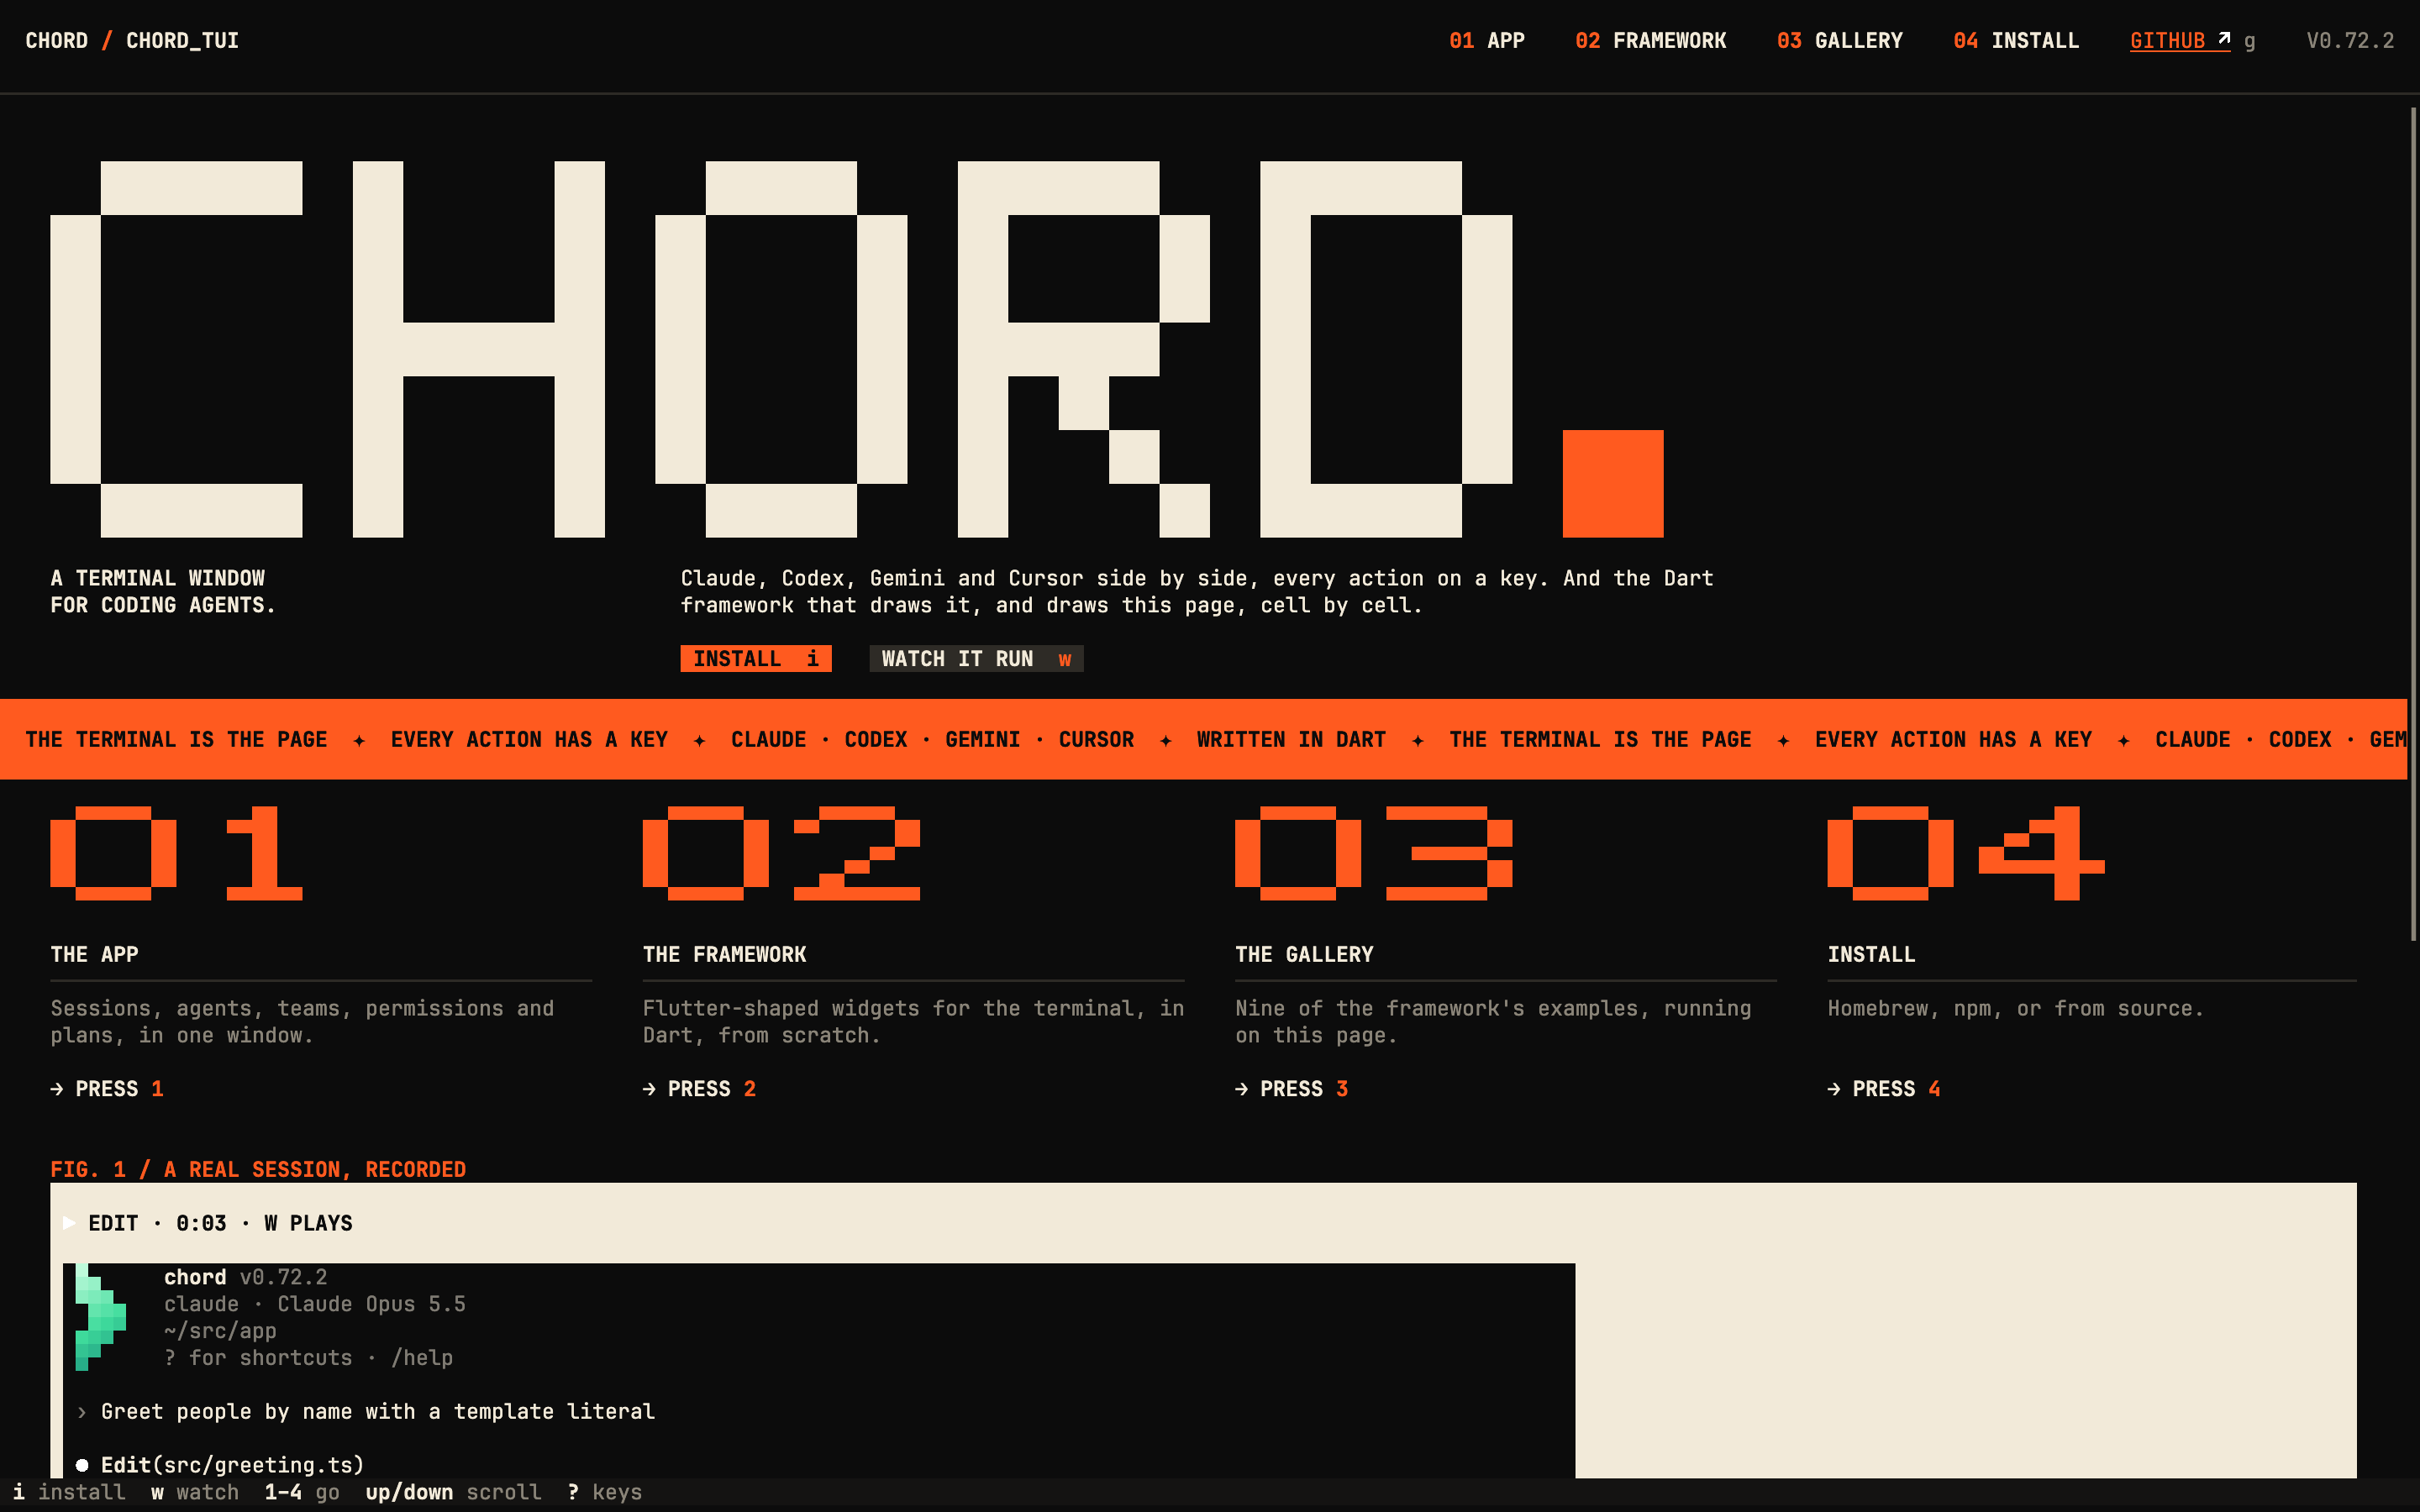 CHORD / CHORD_TUI
01 APP 02 FRAMEWORK 03 GALLERY 04 INSTALL GITHUB ↗ g V0.72.2
CHORD.
A TERMINAL WINDOW
FOR CODING AGENTS.
Claude, Codex, Gemini and Cursor side by side, every action on a key. And the Dart
framework that draws it, and draws this page, cell by cell.
INSTALL i WATCH IT RUN w
THE TERMINAL IS THE PAGE ✦ EVERY ACTION HAS A KEY ✦ CLAUDE · CODEX · GEMINI · CURSOR ✦ WRITTEN IN DART ✦ THE TERMINAL IS THE PAGE ✦ EVERY ACTION HAS A KEY ✦ CLAUDE · CODEX · GEM
01
THE APP
Sessions, agents, teams, permissions and
plans, in one window.
→ PRESS 1
02
THE FRAMEWORK
Flutter-shaped widgets for the terminal, in
Dart, from scratch.
→ PRESS 2
03
THE GALLERY
Nine of the framework's examples, running
on this page.
→ PRESS 3
04
INSTALL
Homebrew, npm, or from source.
→ PRESS 4
FIG. 1 / A REAL SESSION, RECORDED
▶ EDIT · 0:03 · W PLAYS
chord v0.72.2
claude · Claude Opus 5.5
~/src/app
? for shortcuts · /help
› Greet people by name with a template literal
● Edit(src/greeting.ts)
i install w watch 1-4 go up/down scroll ? keys